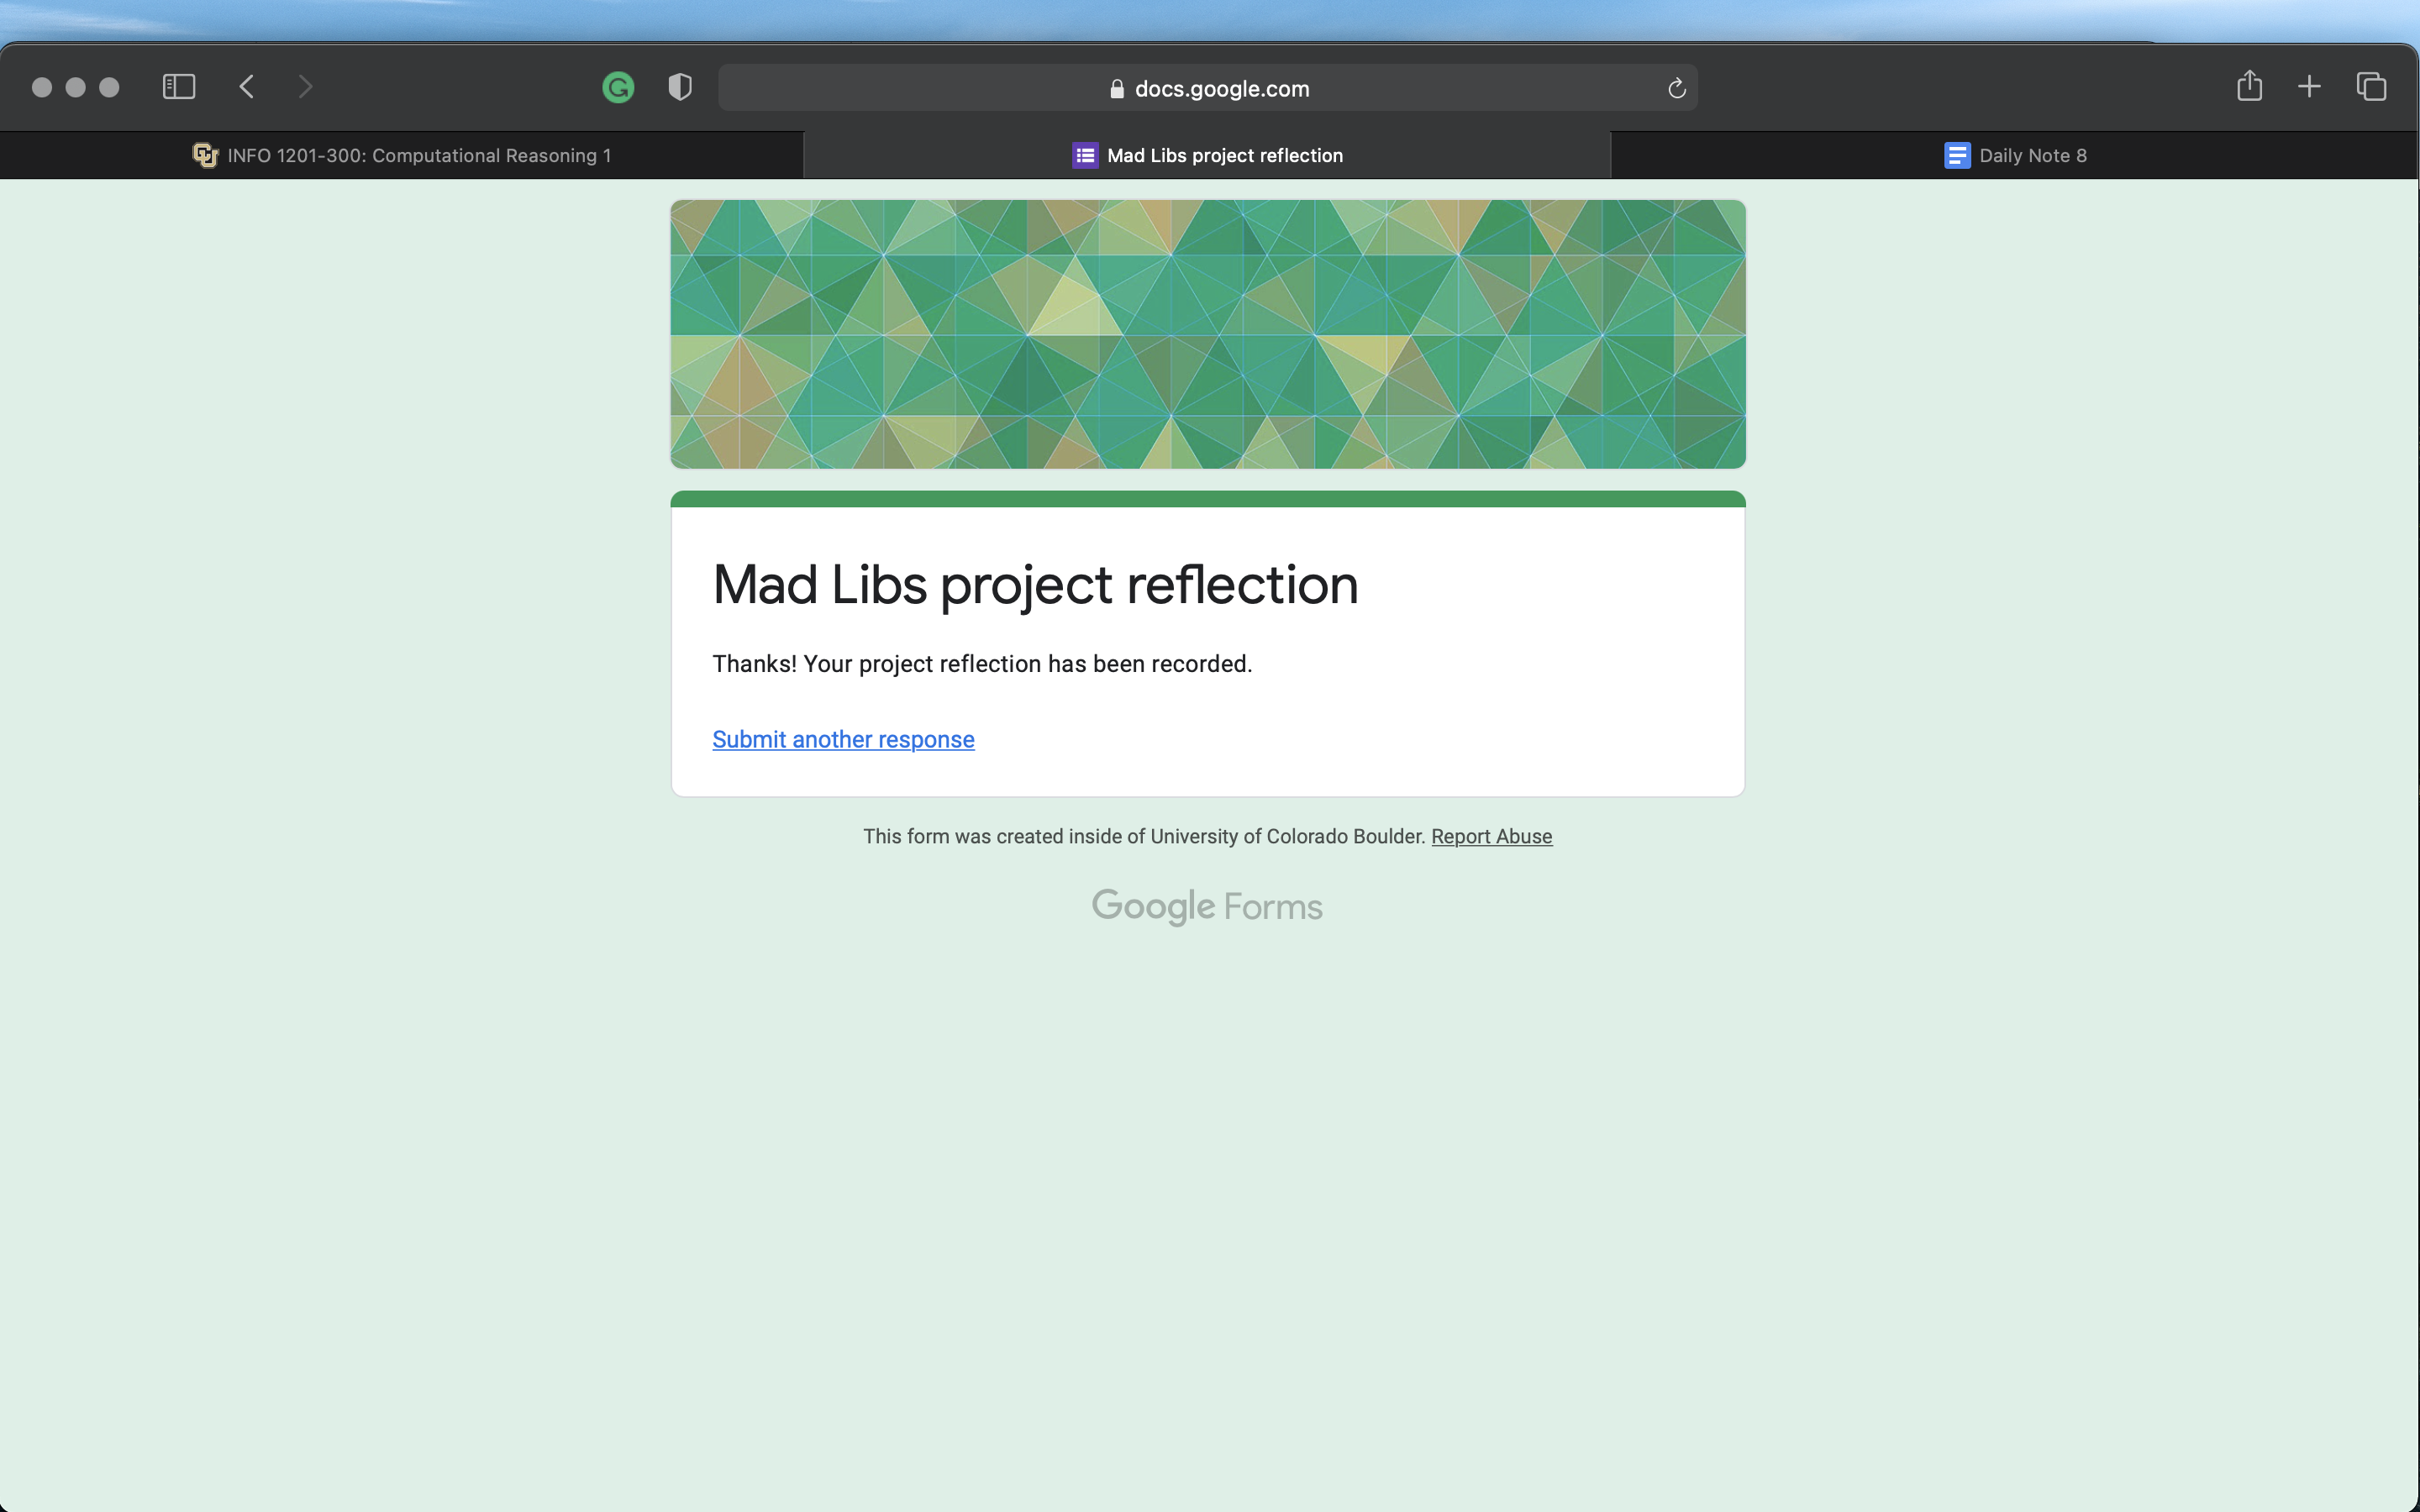 docs.google.com
INFO 1201-300: Computational Reasoning 1
Mad Libs project reflection
Daily Note 8
Mad Libs project reflection
Thanks! Your project reflection has been recorded.
Submit another response
This form was created inside of University of Colorado Boulder. Report Abuse
Google Forms